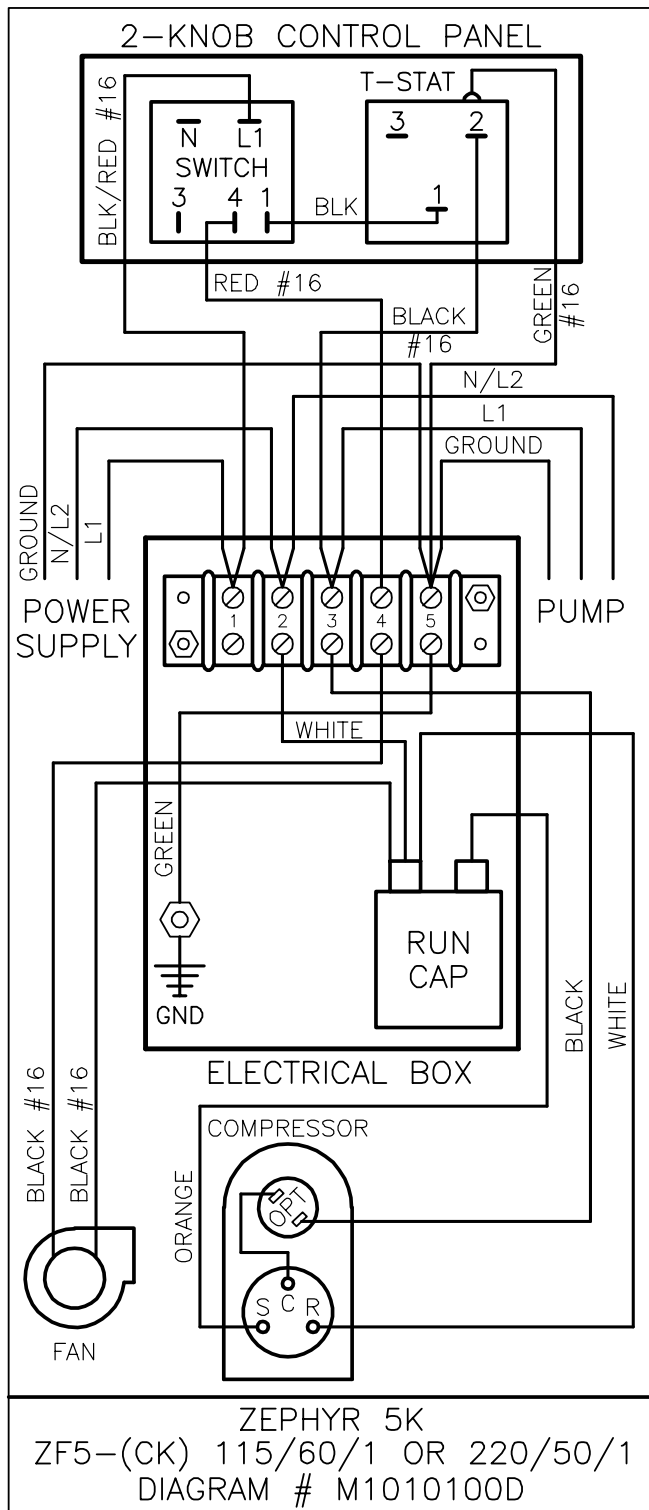 2-KNOB CONTROL PANEL
T-STAT
BLK/RED #16
N L1
SWITCH
3 4 1
3 2
1
BLK
RED #16
BLACK
#16
GREEN
#16
N/L2
L1
GROUND
GROUND
N/L2
L1
POWER
SUPPLY
1 2 3 4 5
PUMP
WHITE
GREEN
RUN
CAP
GND
BLACK
WHITE
ELECTRICAL BOX
BLACK #16
BLACK #16
COMPRESSOR
ORANGE
OPT
S C R
FAN
ZEPHYR 5K
ZF5-(CK) 115/60/1 OR 220/50/1
DIAGRAM # M1010100D